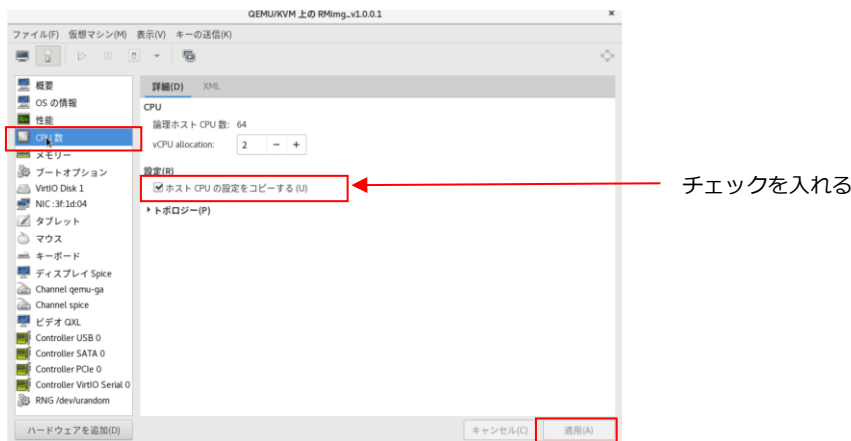 QEMU/KVM 上の RMimg_v1.0.0.1
×
ファイル(F) 仮想マシン(M) 表示(V) キーの送信(K)
概要
OS の情報
性能
CPU 数
メモリー
ブートオプション
VirtIO Disk 1
NIC :3f:1d:04
タブレット
マウス
キーボード
ディスプレイ Spice
Channel qemu-ga
Channel spice
ビデオ QXL
Controller USB 0
Controller SATA 0
Controller PCIe 0
Controller VirtIO Serial 0
RNG /dev/urandom
ハードウェアを追加(D)
詳細(D) XML
CPU
論理ホスト CPU 数: 64
vCPU allocation: 2 − +
設定(R)
ホスト CPU の設定をコピーする (U)
トポロジー(P)
チェックを入れる
キャンセル(C) 適用(A)